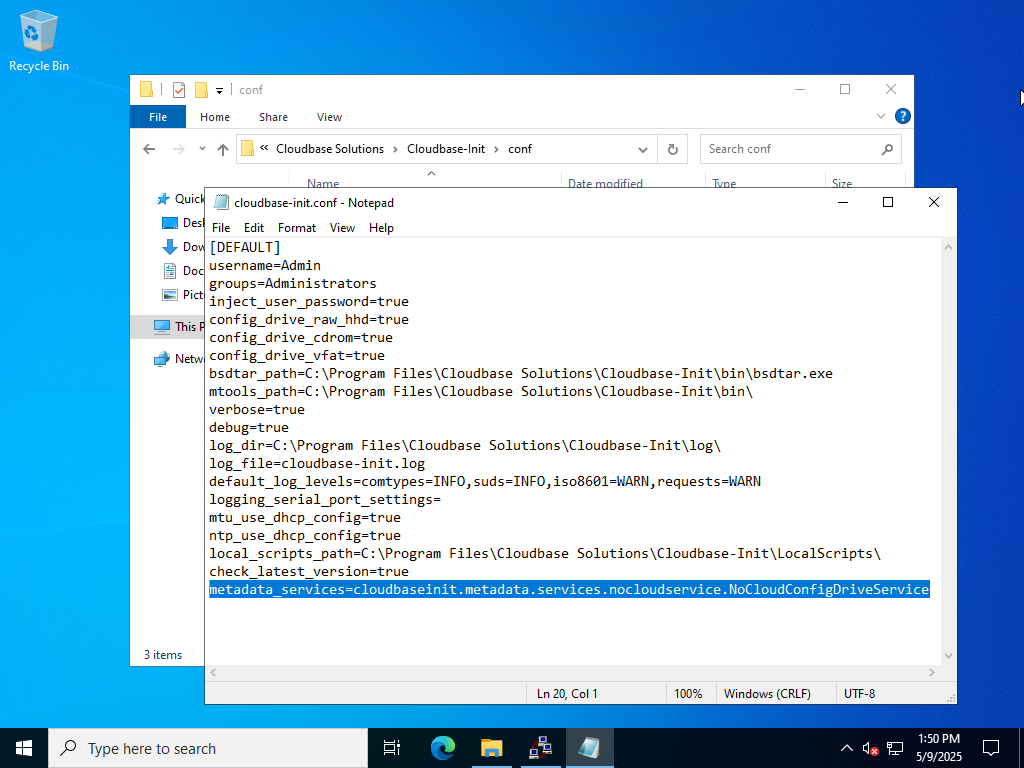 Recycle Bin
conf
File
Home
Share
View
« Cloudbase Solutions > Cloudbase-Init > conf
Search conf
Name
Date modified
Type
Size
Quick
Desk
Dow
Doc
Pict
This P
Netw
3 items
cloudbase-init.conf - Notepad
File Edit Format View Help
[DEFAULT]
username=Admin
groups=Administrators
inject_user_password=true
config_drive_raw_hhd=true
config_drive_cdrom=true
config_drive_vfat=true
bsdtar_path=C:\Program Files\Cloudbase Solutions\Cloudbase-Init\bin\bsdtar.exe
mtools_path=C:\Program Files\Cloudbase Solutions\Cloudbase-Init\bin\
verbose=true
debug=true
log_dir=C:\Program Files\Cloudbase Solutions\Cloudbase-Init\log\
log_file=cloudbase-init.log
default_log_levels=comtypes=INFO,suds=INFO,iso8601=WARN,requests=WARN
logging_serial_port_settings=
mtu_use_dhcp_config=true
ntp_use_dhcp_config=true
local_scripts_path=C:\Program Files\Cloudbase Solutions\Cloudbase-Init\LocalScripts\
check_latest_version=true
metadata_services=cloudbaseinit.metadata.services.nocloudservice.NoCloudConfigDriveService
Ln 20, Col 1
100%
Windows (CRLF)
UTF-8
Type here to search
1:50 PM
5/9/2025